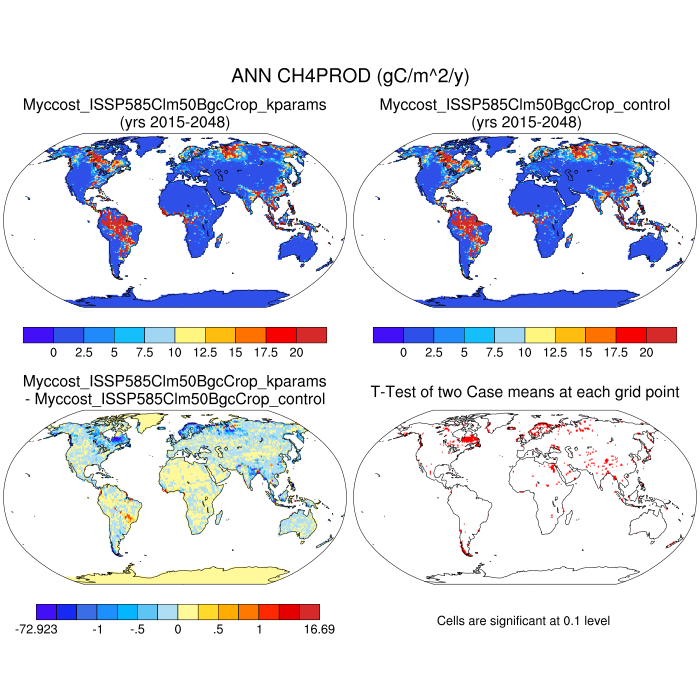 ANN CH4PROD (gC/m^2/y)
Myccost_ISSP585Clm50BgcCrop_kparams
(yrs 2015-2048)
Myccost_ISSP585Clm50BgcCrop_control
(yrs 2015-2048)
0 2.5 5 7.5 10 12.5 15 17.5 20
0 2.5 5 7.5 10 12.5 15 17.5 20
Myccost_ISSP585Clm50BgcCrop_kparams
- Myccost_ISSP585Clm50BgcCrop_control
T-Test of two Case means at each grid point
-72.923 -1 -.5 0 .5 1 16.69
Cells are significant at 0.1 level